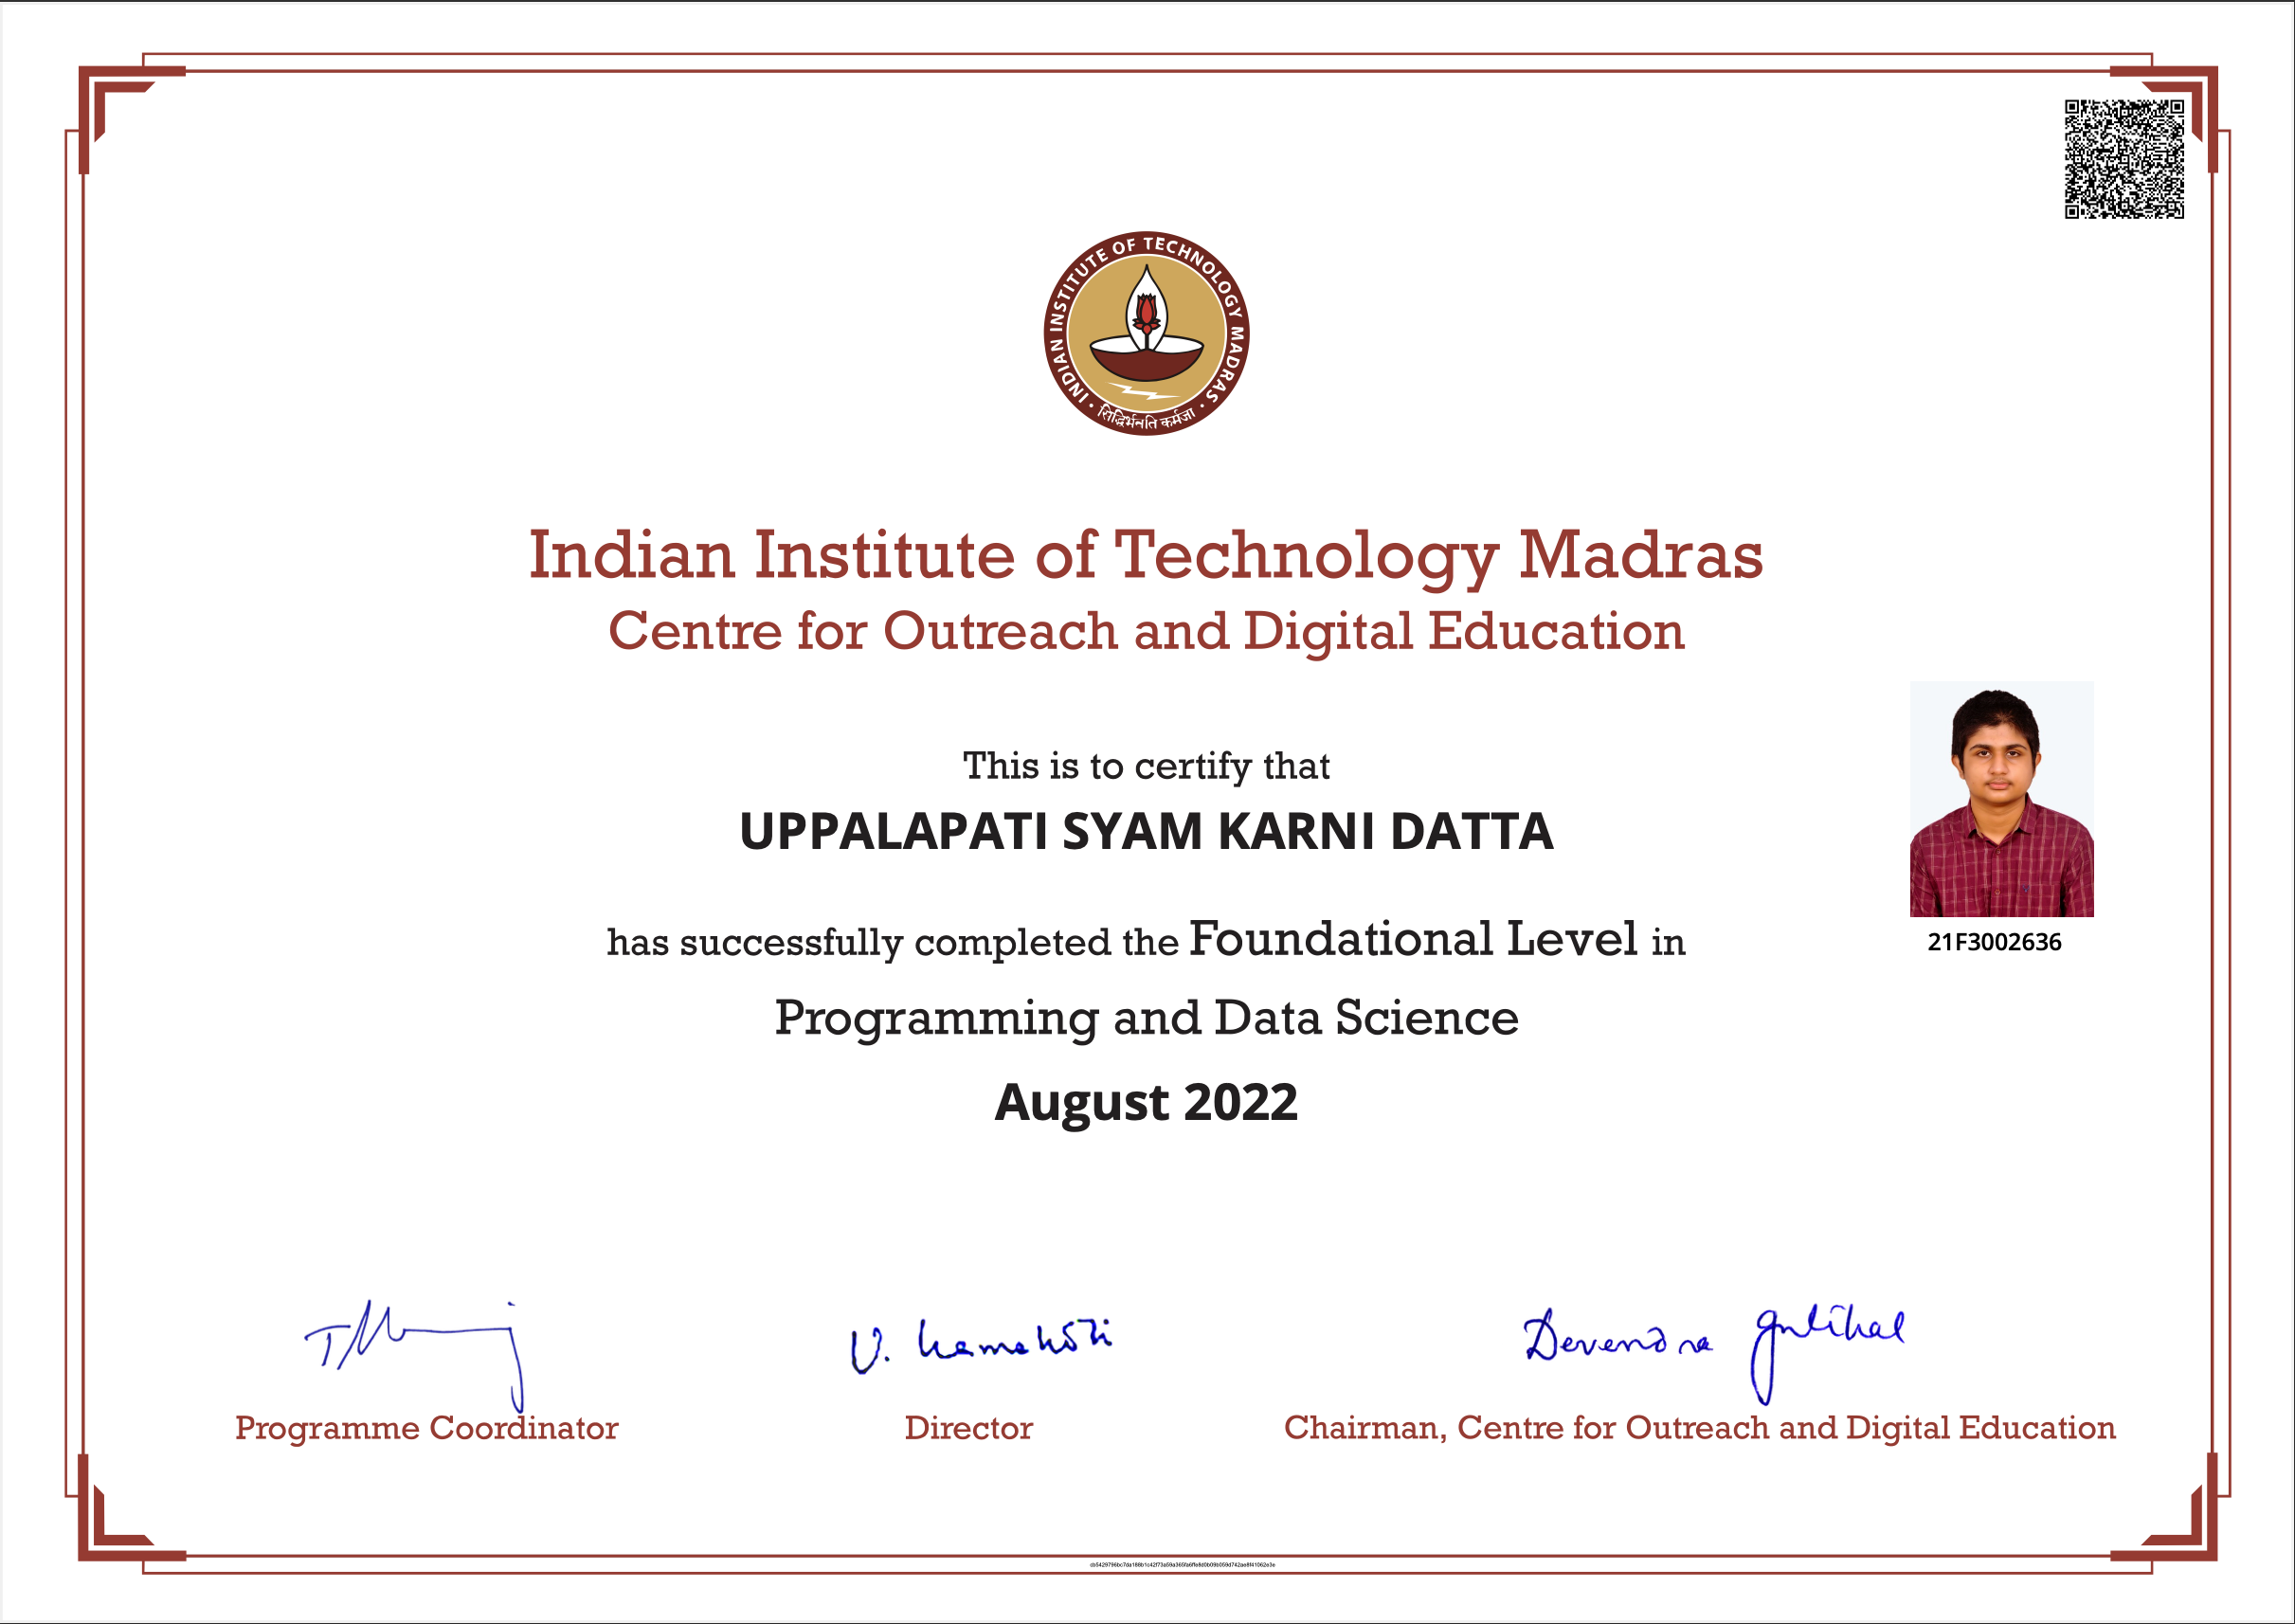 INDIAN INSTITUTE OF TECHNOLOGY MADRAS
सिद्धिर्भवति कर्मजा
Indian Institute of Technology Madras
Centre for Outreach and Digital Education
This is to certify that
UPPALAPATI SYAM KARNI DATTA
has successfully completed the Foundational Level in
21F3002636
Programming and Data Science
August 2022
V. Kamakoti
Devendra Jalihal
Programme Coordinator
Director
Chairman, Centre for Outreach and Digital Education